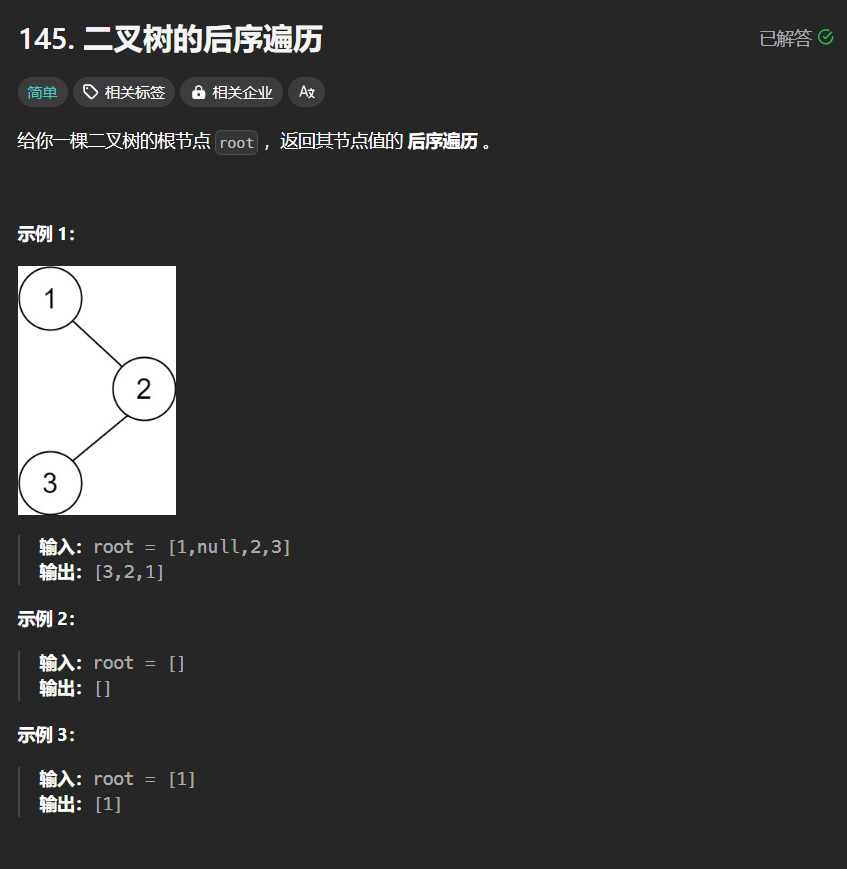 145. 二叉树的后序遍历
已解答
简单 相关标签 相关企业 A文
给你一棵二叉树的根节点 root ，返回其节点值的 后序遍历 。
示例 1：
1
2
3
输入：root = [1,null,2,3]
输出：[3,2,1]
示例 2：
输入：root = []
输出：[]
示例 3：
输入：root = [1]
输出：[1]